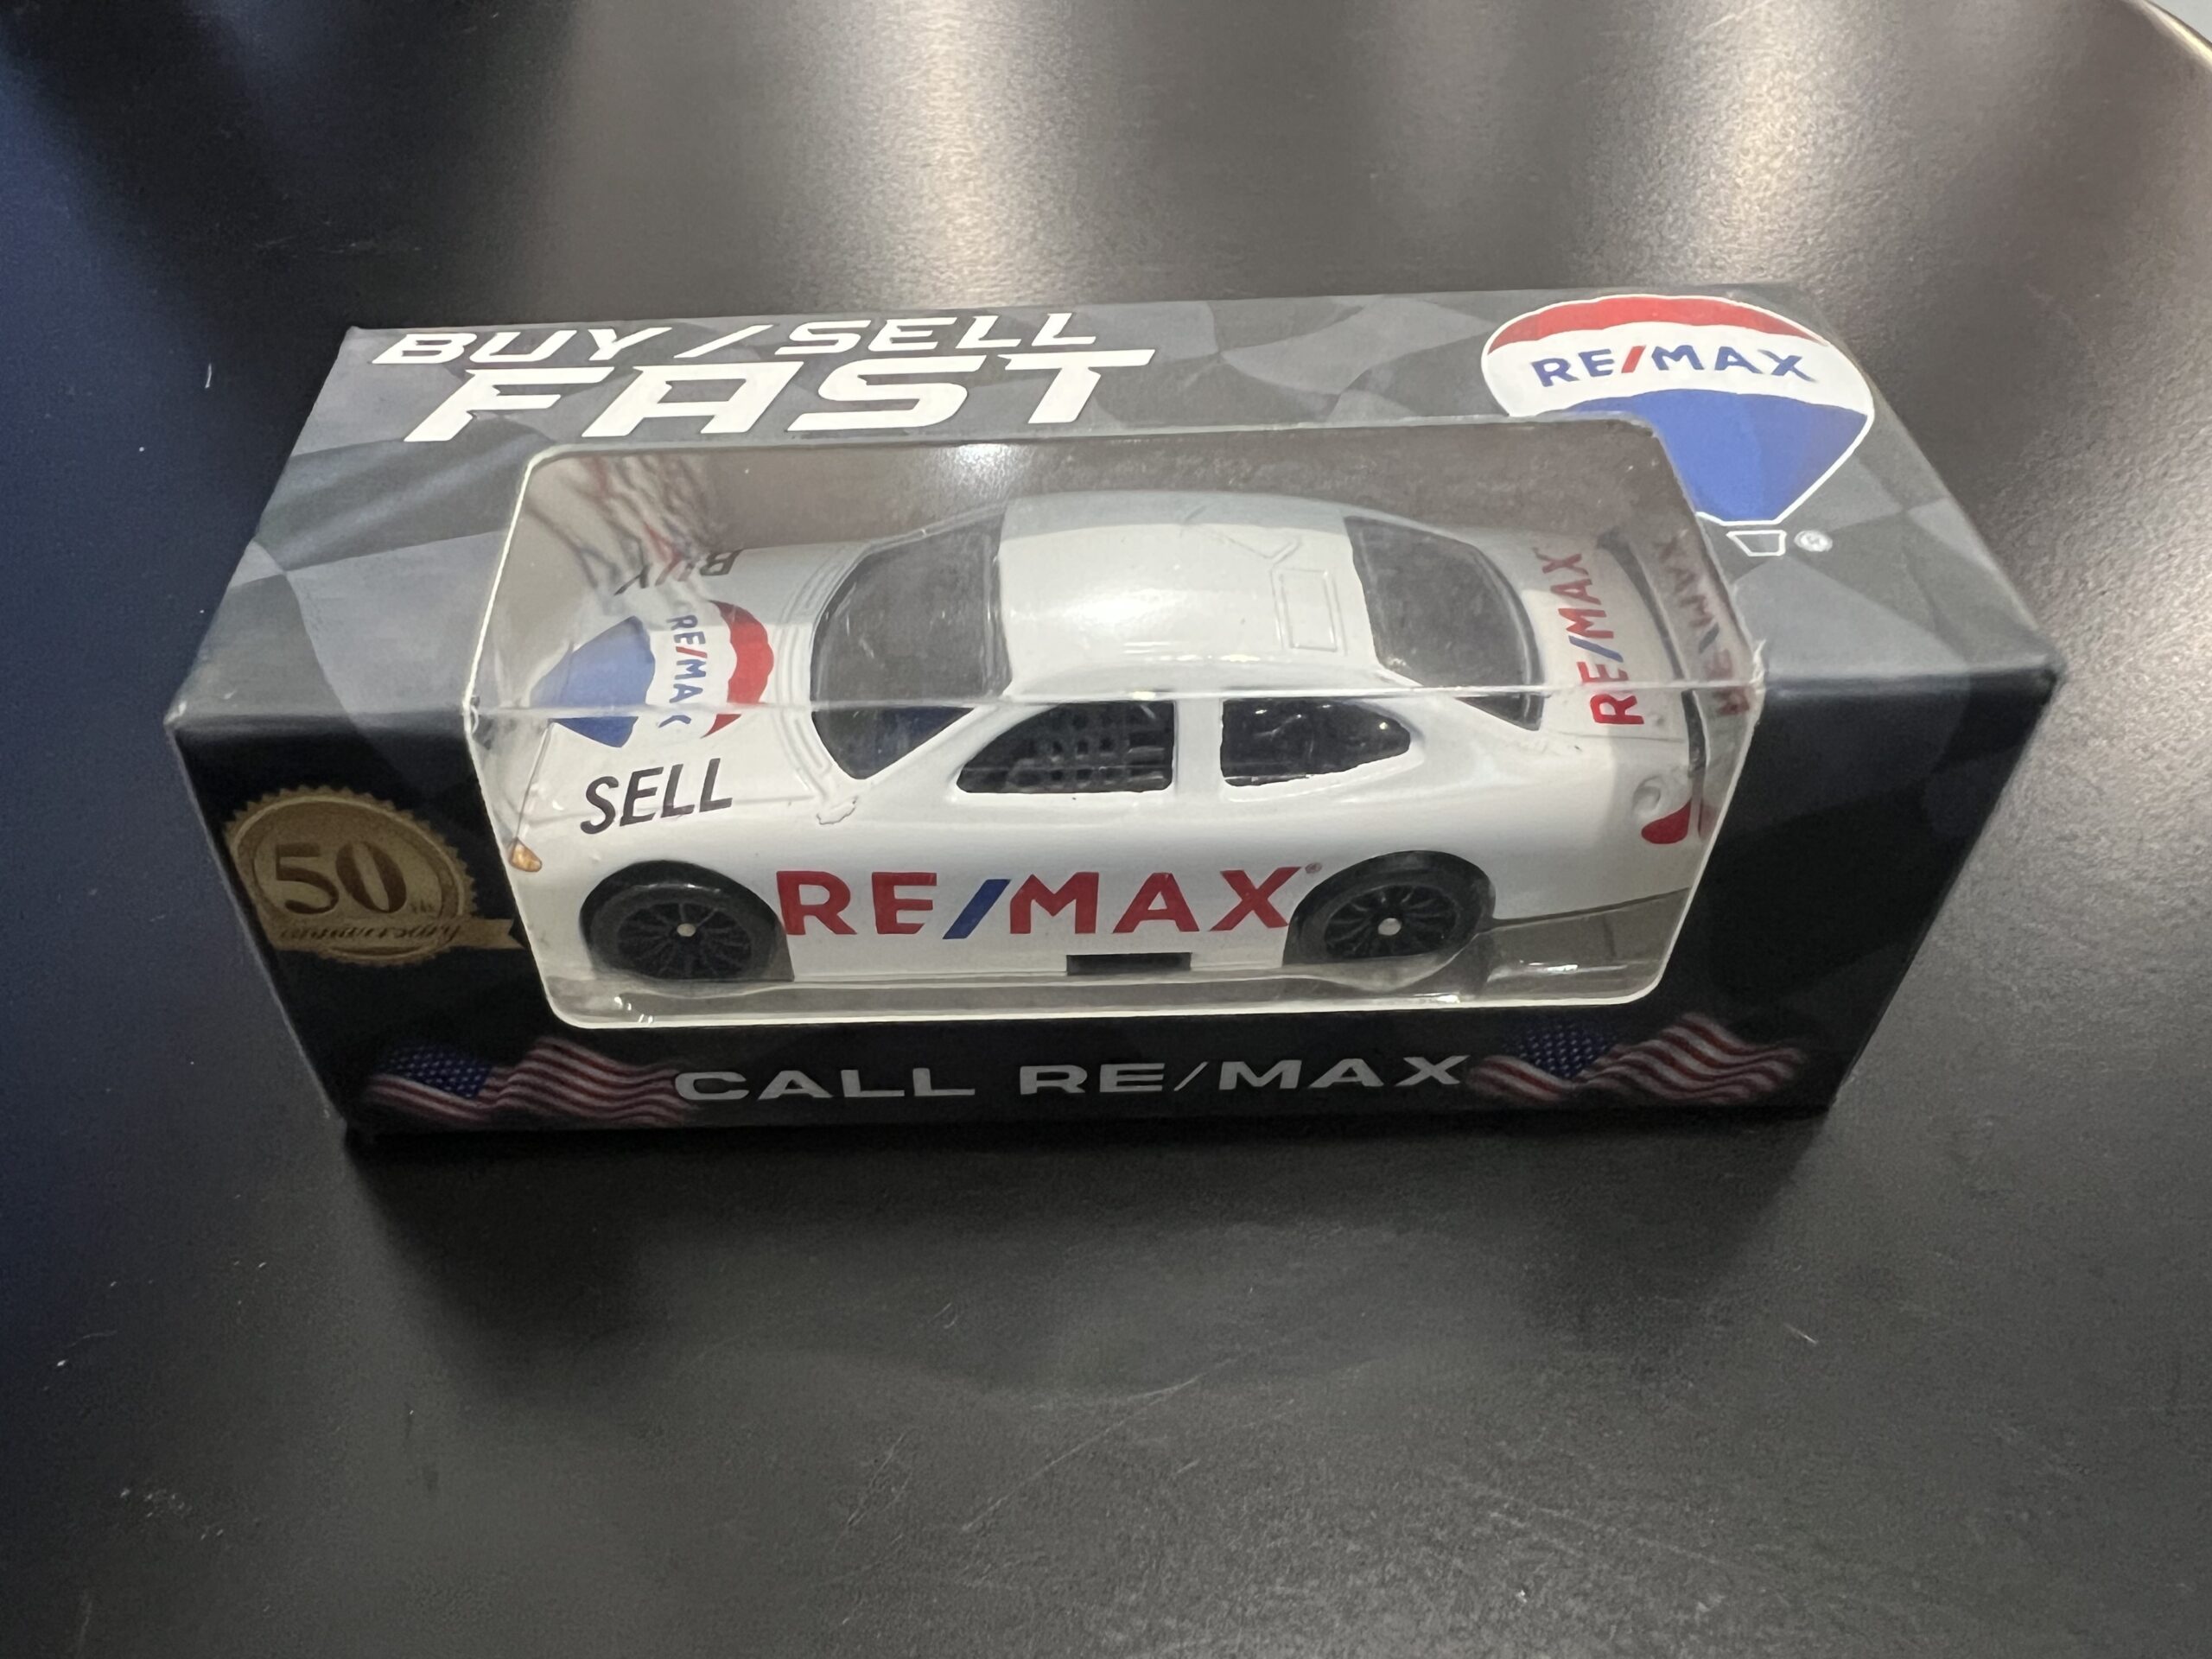 BUY / SELL
FAST
RE/MAX
®
BUY
RE/MAX
SELL
RE/MAX
RE/MAX
RE/MAX®
50th
anniversary
CALL RE/MAX